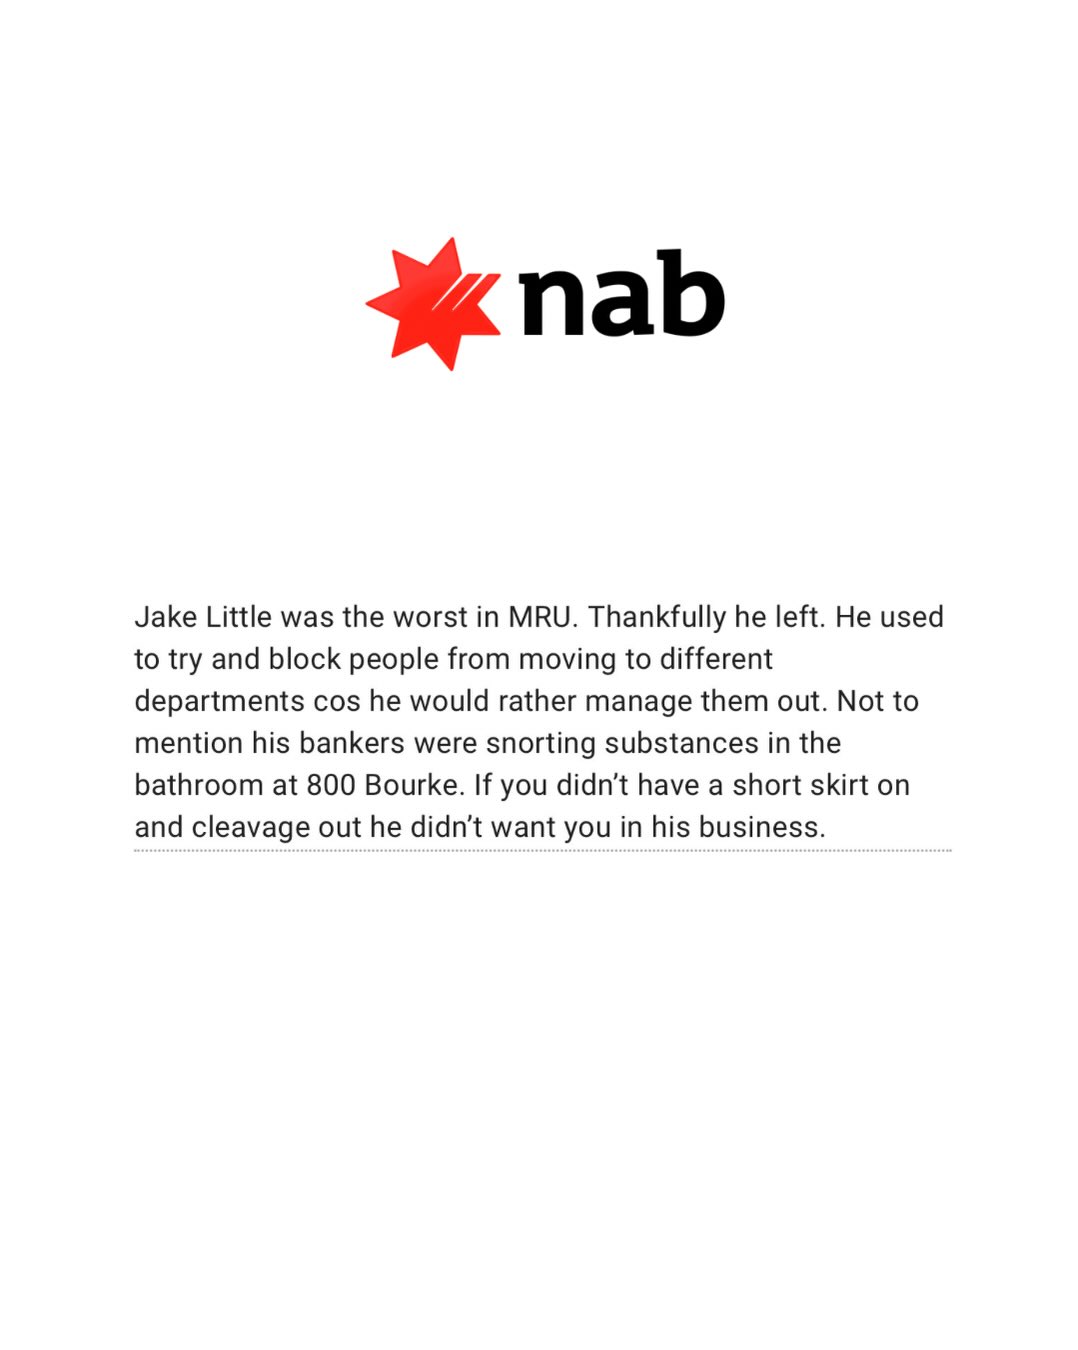 nab
Jake Little was the worst in MRU. Thankfully he left. He used
to try and block people from moving to different
departments cos he would rather manage them out. Not to
mention his bankers were snorting substances in the
bathroom at 800 Bourke. If you didn’t have a short skirt on
and cleavage out he didn’t want you in his business.